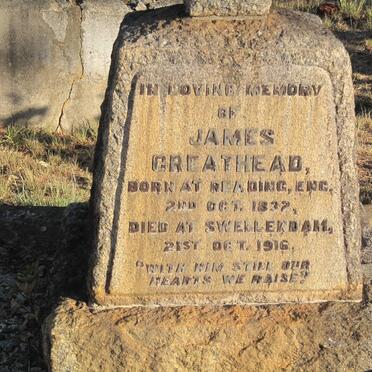 IN LOVING MEMORY
OF
JAMES
GREATHEAD,
BORN AT READING, ENG.
2ND OCT. 1832,
DIED AT SWELLENDAM,
21ST OCT. 1916.
"WITH HIM STILL OUR
HEARTS WE RAISE"